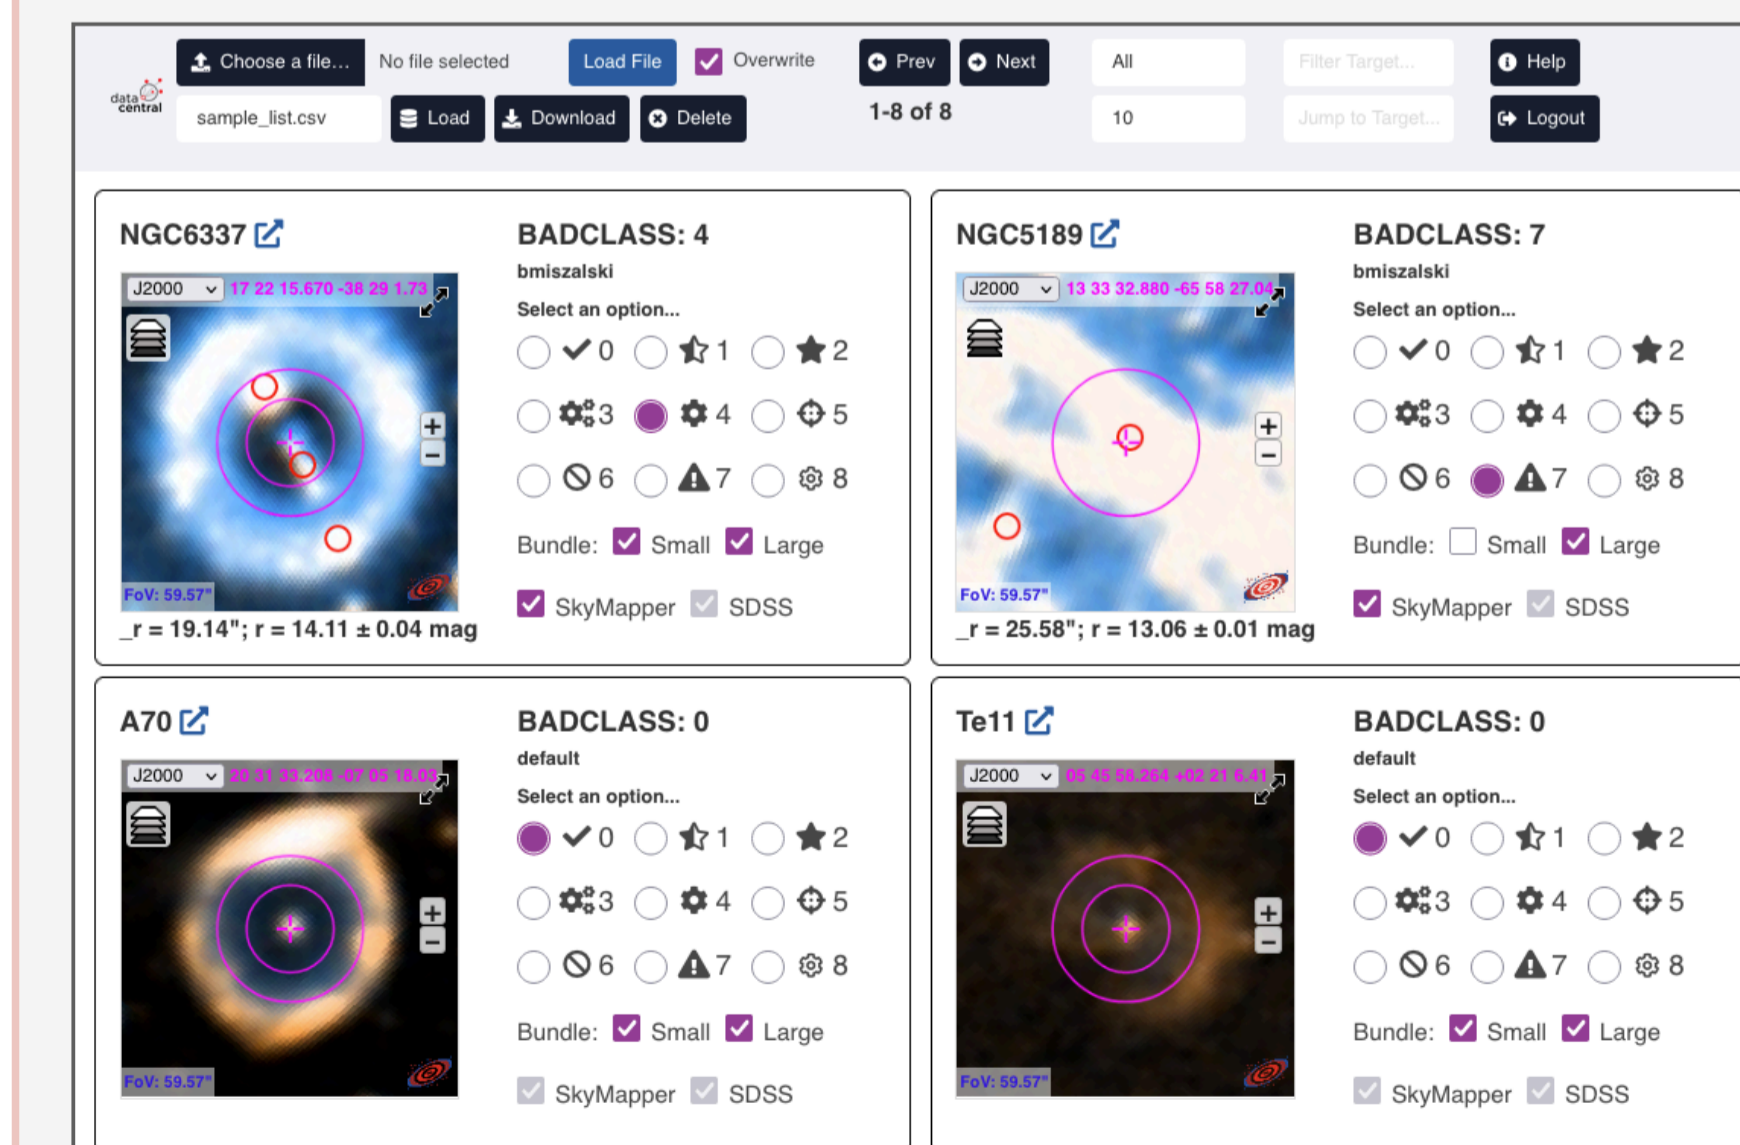 Choose a file... No file selected Load File Overwrite Prev Next All Filter Target... Help
data central sample_list.csv Load Download Delete 1-8 of 8 10 Jump to Target... Logout
NGC6337
J2000 17 22 15.670 -38 29 1.73
FoV: 59.57"
_r = 19.14"; r = 14.11 ± 0.04 mag
BADCLASS: 4
bmiszalski
Select an option...
0 1 2
3 4 5
6 7 8
Bundle: Small Large
SkyMapper SDSS
NGC5189
J2000 13 33 32.880 -65 58 27.04
FoV: 59.57"
_r = 25.58"; r = 13.06 ± 0.01 mag
BADCLASS: 7
bmiszalski
Select an option...
0 1 2
3 4 5
6 7 8
Bundle: Small Large
SkyMapper SDSS
A70
J2000 20 31 33.208 -07 05 18.03
FoV: 59.57"
BADCLASS: 0
default
Select an option...
0 1 2
3 4 5
6 7 8
Bundle: Small Large
SkyMapper SDSS
Te11
J2000 05 45 58.264 +02 21 6.41
FoV: 59.57"
BADCLASS: 0
default
Select an option...
0 1 2
3 4 5
6 7 8
Bundle: Small Large
SkyMapper SDSS